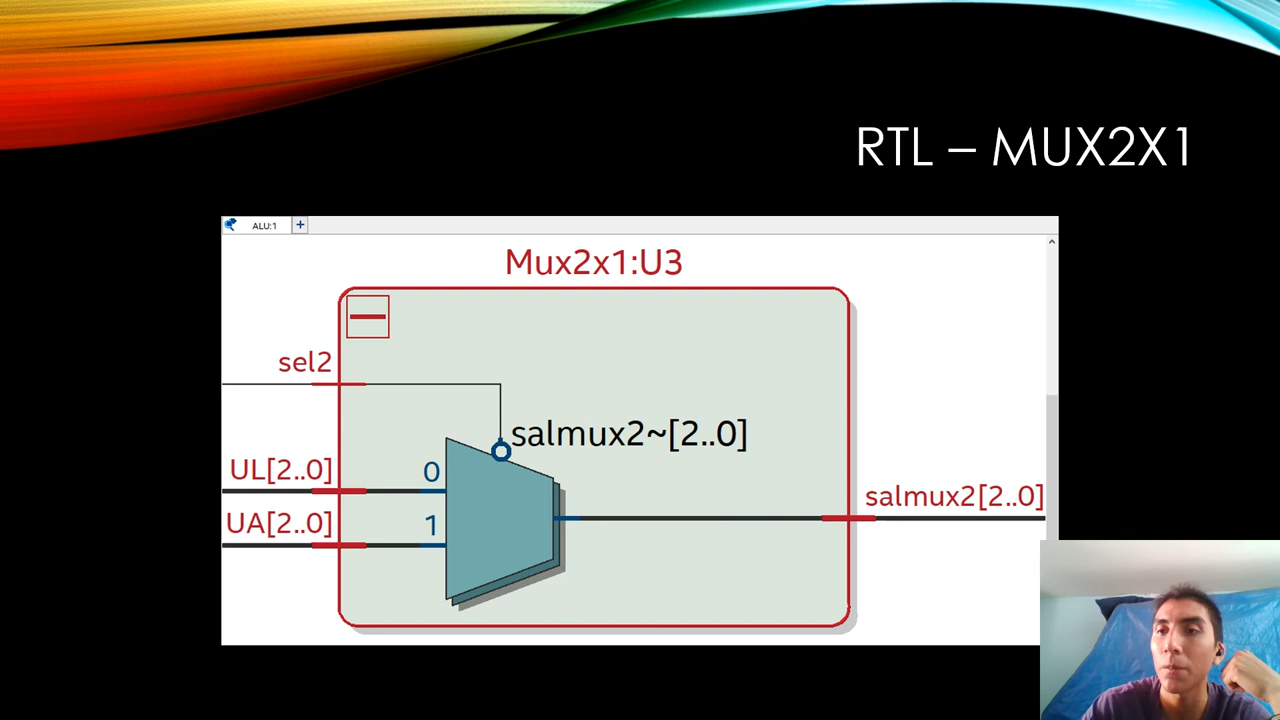 RTL – MUX2X1
ALU:1
+
Mux2x1:U3
sel2
salmux2~[2..0]
UL[2..0]
0
UA[2..0]
1
salmux2[2..0]